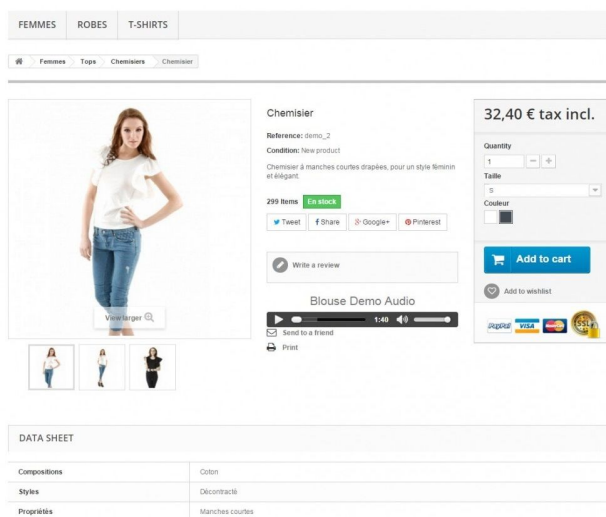 FEMMES ROBES T-SHIRTS
Femmes Tops Chemisiers Chemisier
View larger
Chemisier
Reference: demo_2
Condition: New product
Chemisier à manches courtes drapées, pour un style féminin
et élégant.
299 Items En stock
Tweet Share Google+ Pinterest
Write a review
Blouse Demo Audio
1:40
Send to a friend
Print
32,40 € tax incl.
Quantity
1
Taille
S
Couleur
Add to cart
Add to wishlist
PayPal VISA MasterCard SSL
DATA SHEET
Compositions Coton
Styles Décontracté
Propriétés Manches courtes